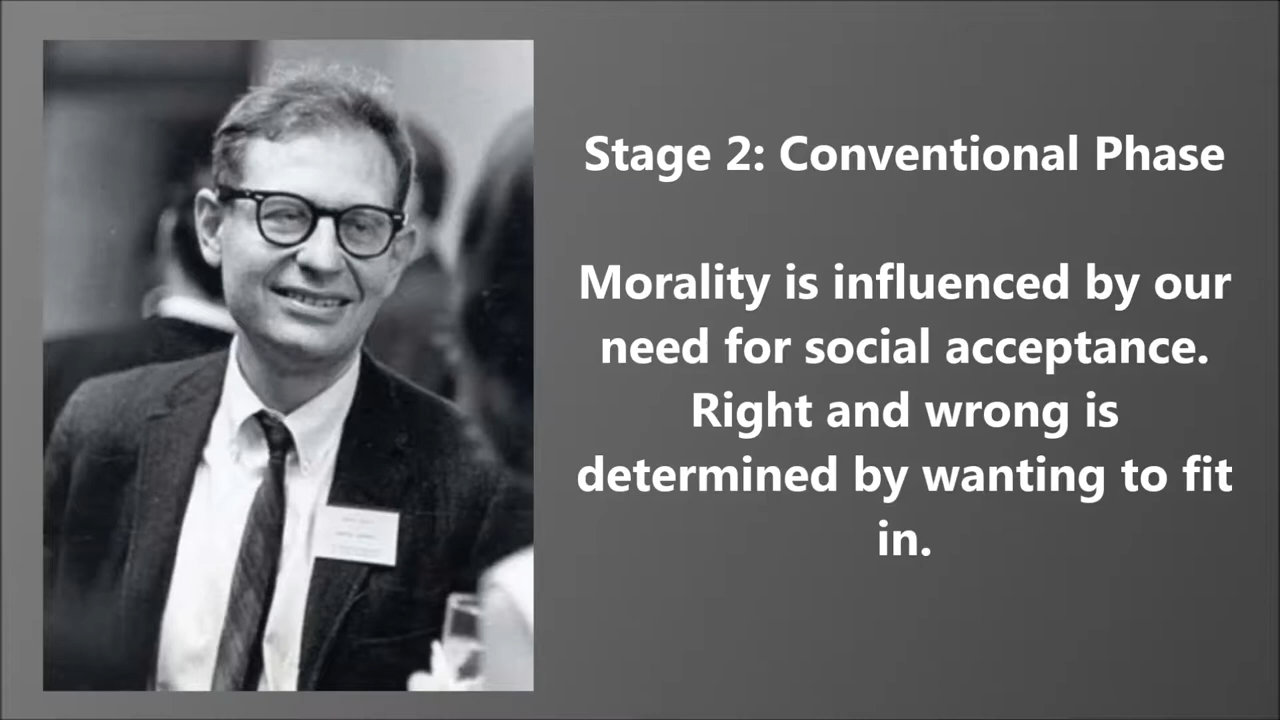 Stage 2: Conventional Phase
Morality is influenced by our
need for social acceptance.
Right and wrong is
determined by wanting to fit
in.